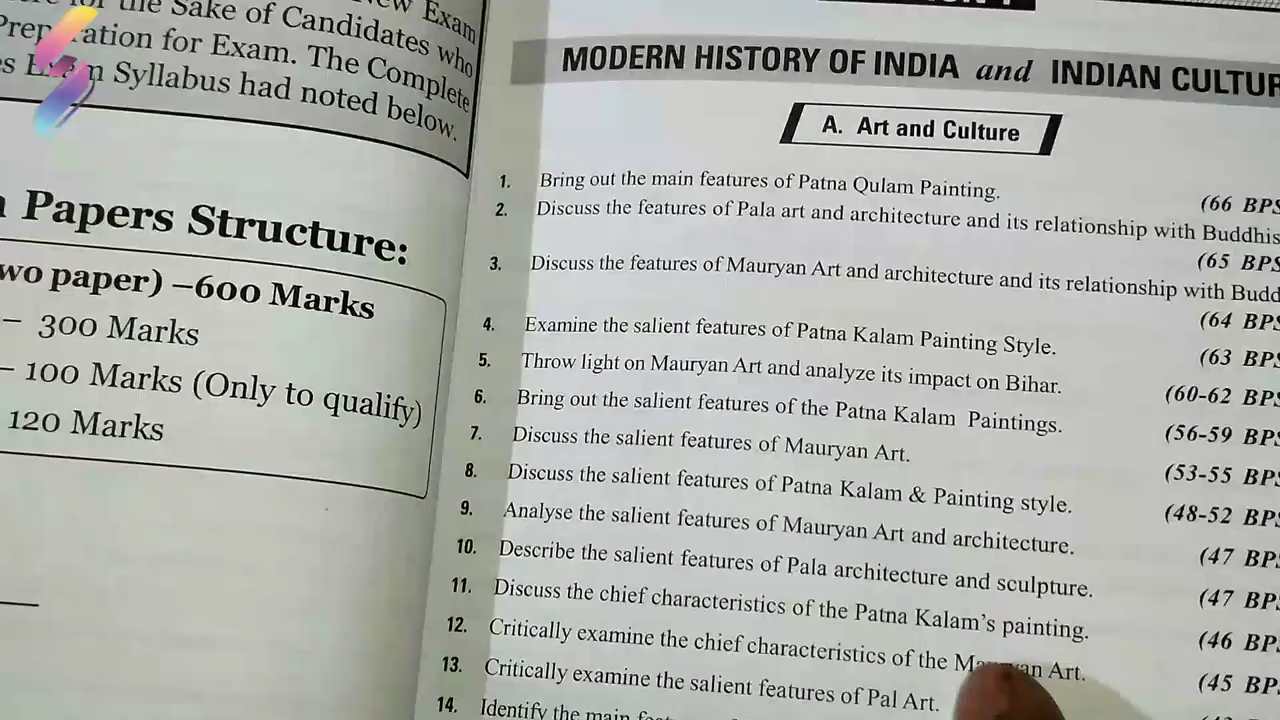 New Exam
the Sake of Candidates who
ation for Exam. The Complete
Syllabus had noted below.
Papers Structure:
wo paper) –600 Marks
– 300 Marks
– 100 Marks (Only to qualify)
120 Marks
MODERN HISTORY OF INDIA and INDIAN CULTUR
A. Art and Culture
1. Bring out the main features of Patna Qulam Painting.
(66 BPS
2. Discuss the features of Pala art and architecture and its relationship with Buddhis
(65 BPS
3. Discuss the features of Mauryan Art and architecture and its relationship with Budd
(64 BPS
4. Examine the salient features of Patna Kalam Painting Style.
(63 BPS
5. Throw light on Mauryan Art and analyze its impact on Bihar.
(60-62 BPS
6. Bring out the salient features of the Patna Kalam Paintings.
(56-59 BPS
7. Discuss the salient features of Mauryan Art.
(53-55 BPS
8. Discuss the salient features of Patna Kalam & Painting style.
(48-52 BPS
9. Analyse the salient features of Mauryan Art and architecture.
(47 BPS
10. Describe the salient features of Pala architecture and sculpture.
(47 BPS
11. Discuss the chief characteristics of the Patna Kalam's painting.
(46 BPS
12. Critically examine the chief characteristics of the Mauryan Art.
(45 BPS
13. Critically examine the salient features of Pal Art.
14. Identify the main